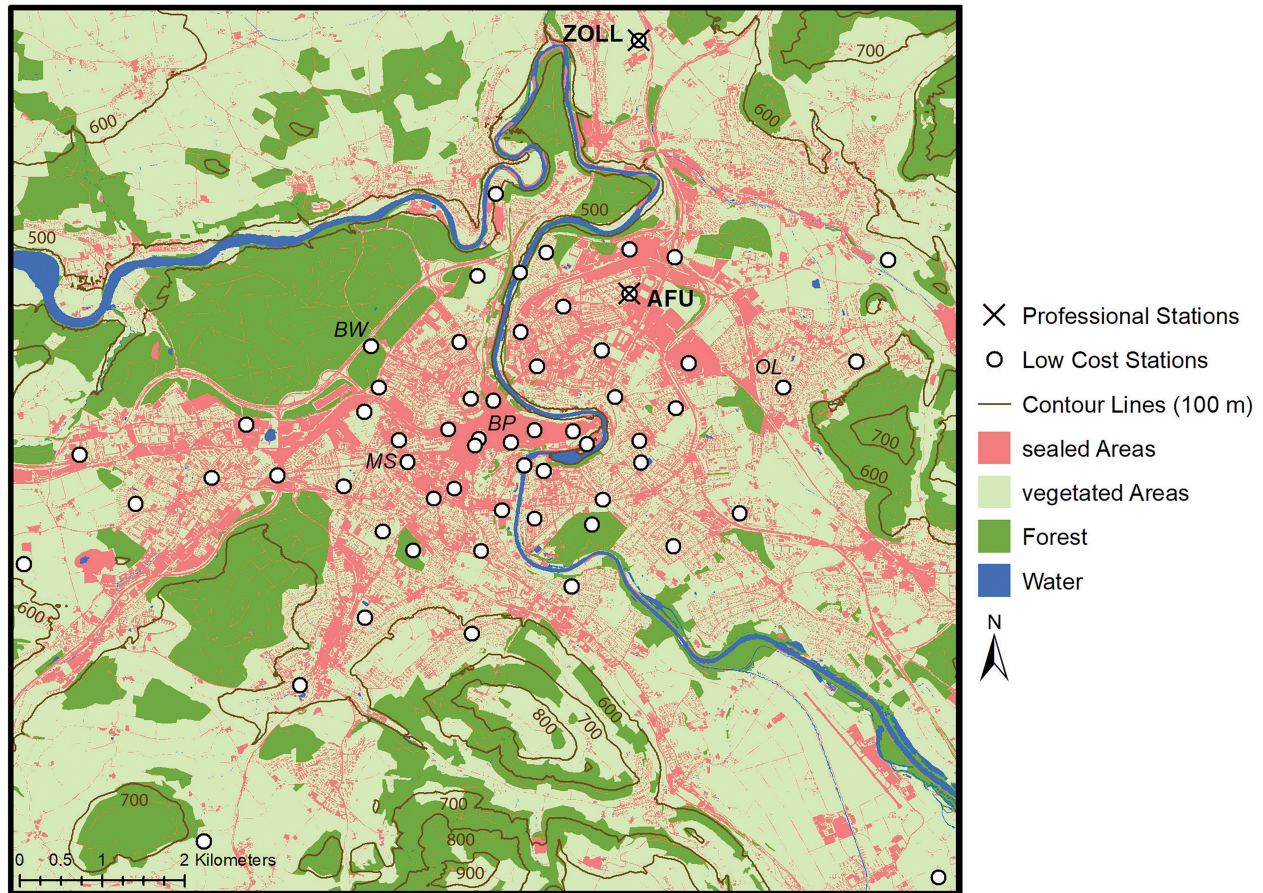 ZOLL
700
600
600
500
500
AFU
BW
OL
BP
700
MS
600
600
600
700
800
700
700
800
900
0 0.5 1 2 Kilometers
Professional Stations
Low Cost Stations
Contour Lines (100 m)
sealed Areas
vegetated Areas
Forest
Water
N